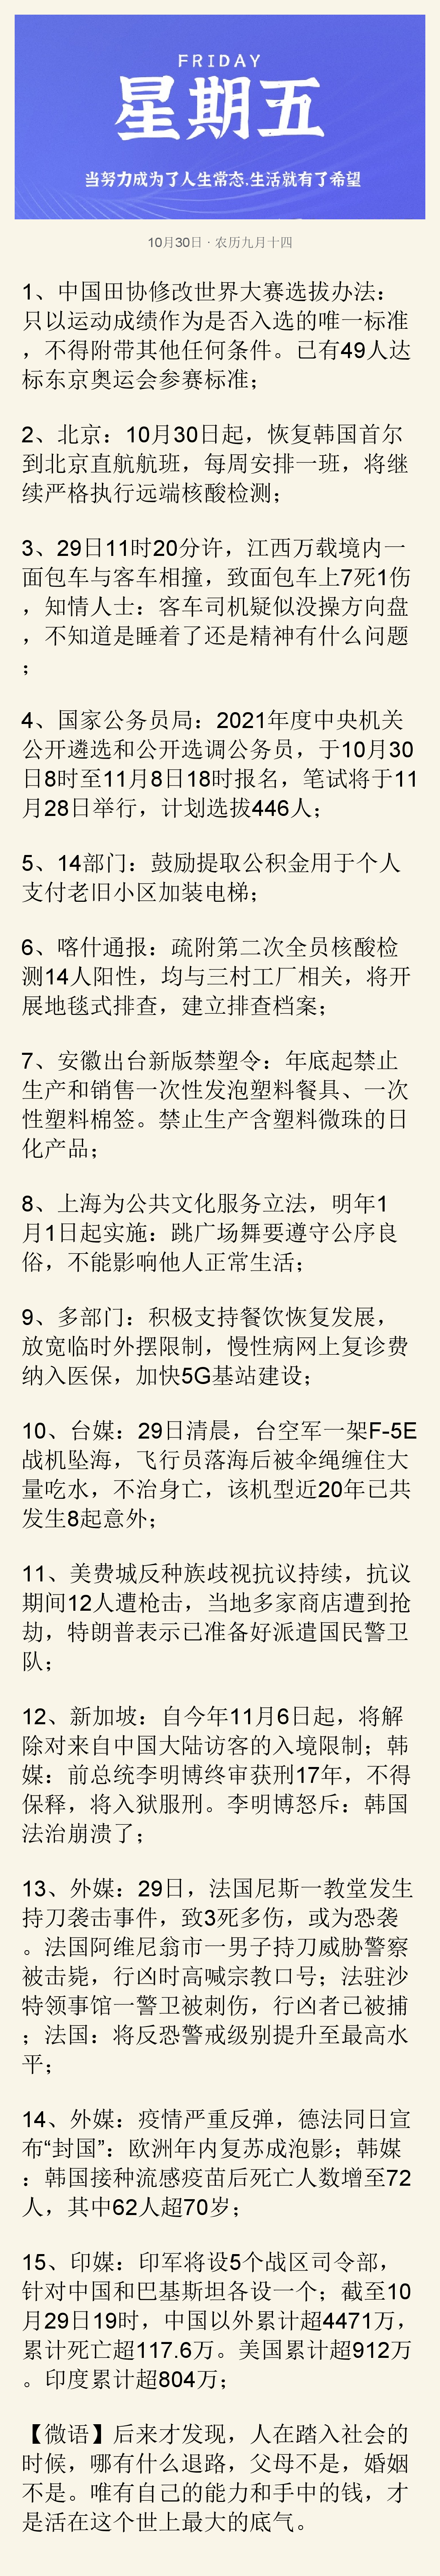 FRIDAY
星期五
当努力成为了人生常态,生活就有了希望
10月30日 · 农历九月十四
1、中国田协修改世界大赛选拔办法：
只以运动成绩作为是否入选的唯一标准
，不得附带其他任何条件。已有49人达
标东京奥运会参赛标准；
2、北京：10月30日起，恢复韩国首尔
到北京直航航班，每周安排一班，将继
续严格执行远端核酸检测；
3、29日11时20分许，江西万载境内一
面包车与客车相撞，致面包车上7死1伤
，知情人士：客车司机疑似没操方向盘
，不知道是睡着了还是精神有什么问题
；
4、国家公务员局：2021年度中央机关
公开遴选和公开选调公务员，于10月30
日8时至11月8日18时报名，笔试将于11
月28日举行，计划选拔446人；
5、14部门：鼓励提取公积金用于个人
支付老旧小区加装电梯；
6、喀什通报：疏附第二次全员核酸检
测14人阳性，均与三村工厂相关，将开
展地毯式排查，建立排查档案；
7、安徽出台新版禁塑令：年底起禁止
生产和销售一次性发泡塑料餐具、一次
性塑料棉签。禁止生产含塑料微珠的日
化产品；
8、上海为公共文化服务立法，明年1
月1日起实施：跳广场舞要遵守公序良
俗，不能影响他人正常生活；
9、多部门：积极支持餐饮恢复发展，
放宽临时外摆限制，慢性病网上复诊费
纳入医保，加快5G基站建设；
10、台媒：29日清晨，台空军一架F-5E
战机坠海，飞行员落海后被伞绳缠住大
量吃水，不治身亡，该机型近20年已共
发生8起意外；
11、美费城反种族歧视抗议持续，抗议
期间12人遭枪击，当地多家商店遭到抢
劫，特朗普表示已准备好派遣国民警卫
队；
12、新加坡：自今年11月6日起，将解
除对来自中国大陆访客的入境限制；韩
媒：前总统李明博终审获刑17年，不得
保释，将入狱服刑。李明博怒斥：韩国
法治崩溃了；
13、外媒：29日，法国尼斯一教堂发生
持刀袭击事件，致3死多伤，或为恐袭
。法国阿维尼翁市一男子持刀威胁警察
被击毙，行凶时高喊宗教口号；法驻沙
特领事馆一警卫被刺伤，行凶者已被捕
；法国：将反恐警戒级别提升至最高水
平；
14、外媒：疫情严重反弹，德法同日宣
布“封国”：欧洲年内复苏成泡影；韩媒
：韩国接种流感疫苗后死亡人数增至72
人，其中62人超70岁；
15、印媒：印军将设5个战区司令部，
针对中国和巴基斯坦各设一个；截至10
月29日19时，中国以外累计超4471万，
累计死亡超117.6万。美国累计超912万
。印度累计超804万；
【微语】后来才发现，人在踏入社会的
时候，哪有什么退路，父母不是，婚姻
不是。唯有自己的能力和手中的钱，才
是活在这个世上最大的底气。